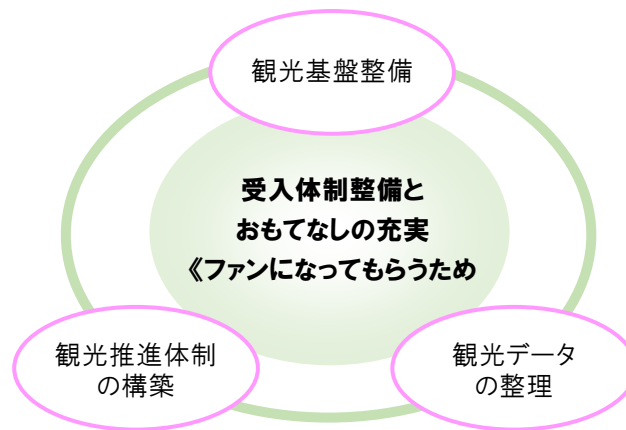 観光基盤整備
受入体制整備と
おもてなしの充実
《ファンになってもらうため
観光推進体制
の構築
観光データ
の整理